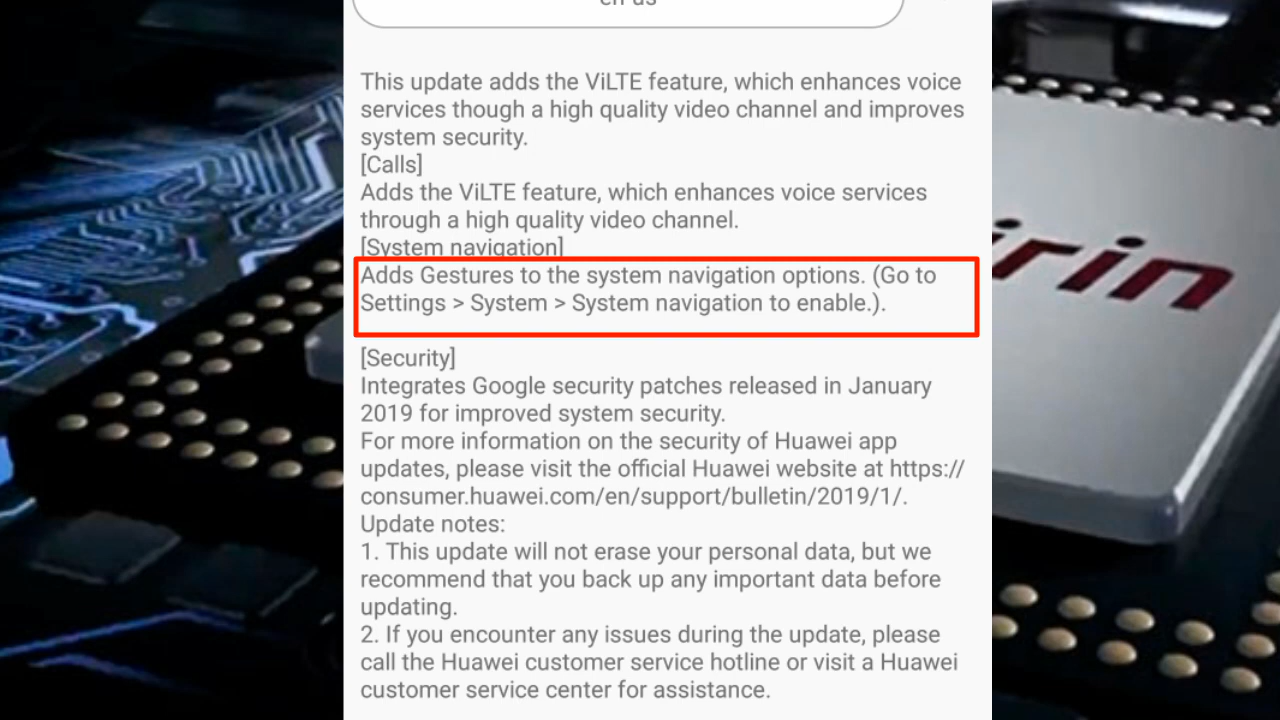 en us
This update adds the ViLTE feature, which enhances voice
services though a high quality video channel and improves
system security.
[Calls]
Adds the ViLTE feature, which enhances voice services
through a high quality video channel.
[System navigation]
Adds Gestures to the system navigation options. (Go to
Settings > System > System navigation to enable.).
[Security]
Integrates Google security patches released in January
2019 for improved system security.
For more information on the security of Huawei app
updates, please visit the official Huawei website at https://
consumer.huawei.com/en/support/bulletin/2019/1/.
Update notes:
1. This update will not erase your personal data, but we
recommend that you back up any important data before
updating.
2. If you encounter any issues during the update, please
call the Huawei customer service hotline or visit a Huawei
customer service center for assistance.
irin